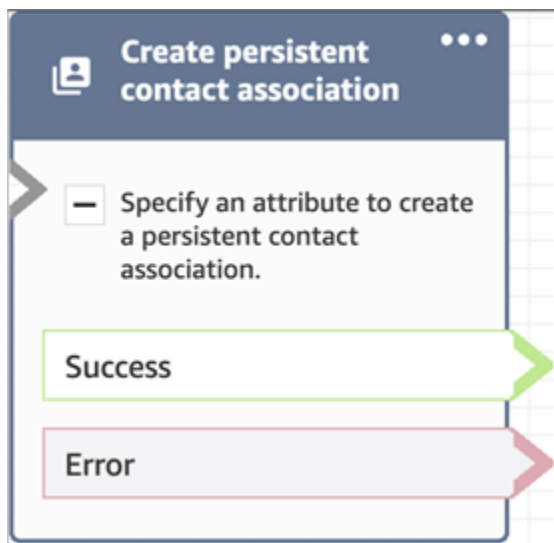 Create persistent
contact association
Specify an attribute to create
a persistent contact
association.
Success
Error